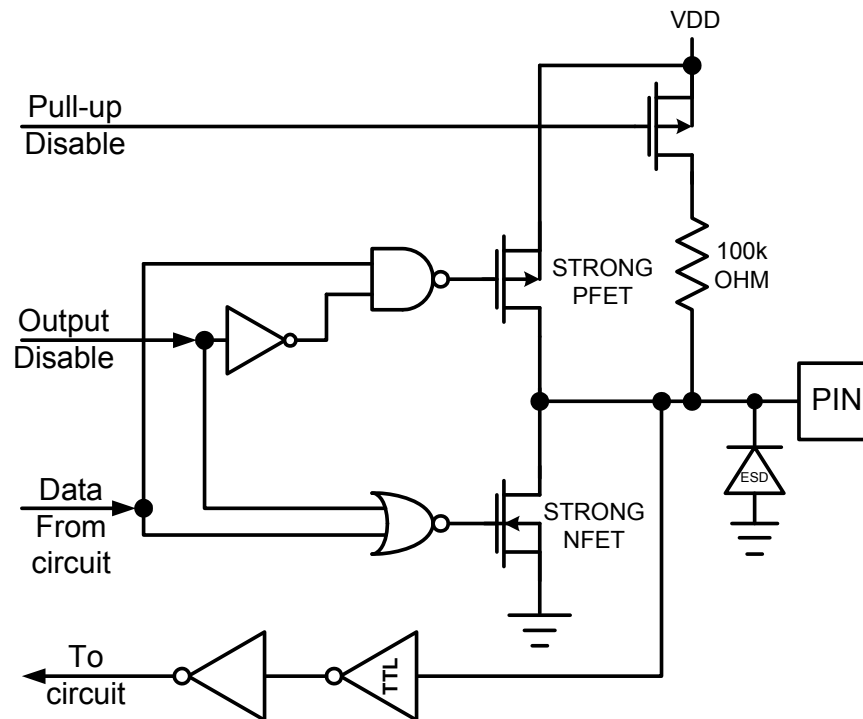 VDD
Pull-up
Disable
100k
OHM
STRONG
PFET
Output
Disable
PIN
ESD
Data
From
circuit
STRONG
NFET
To
circuit
TTL